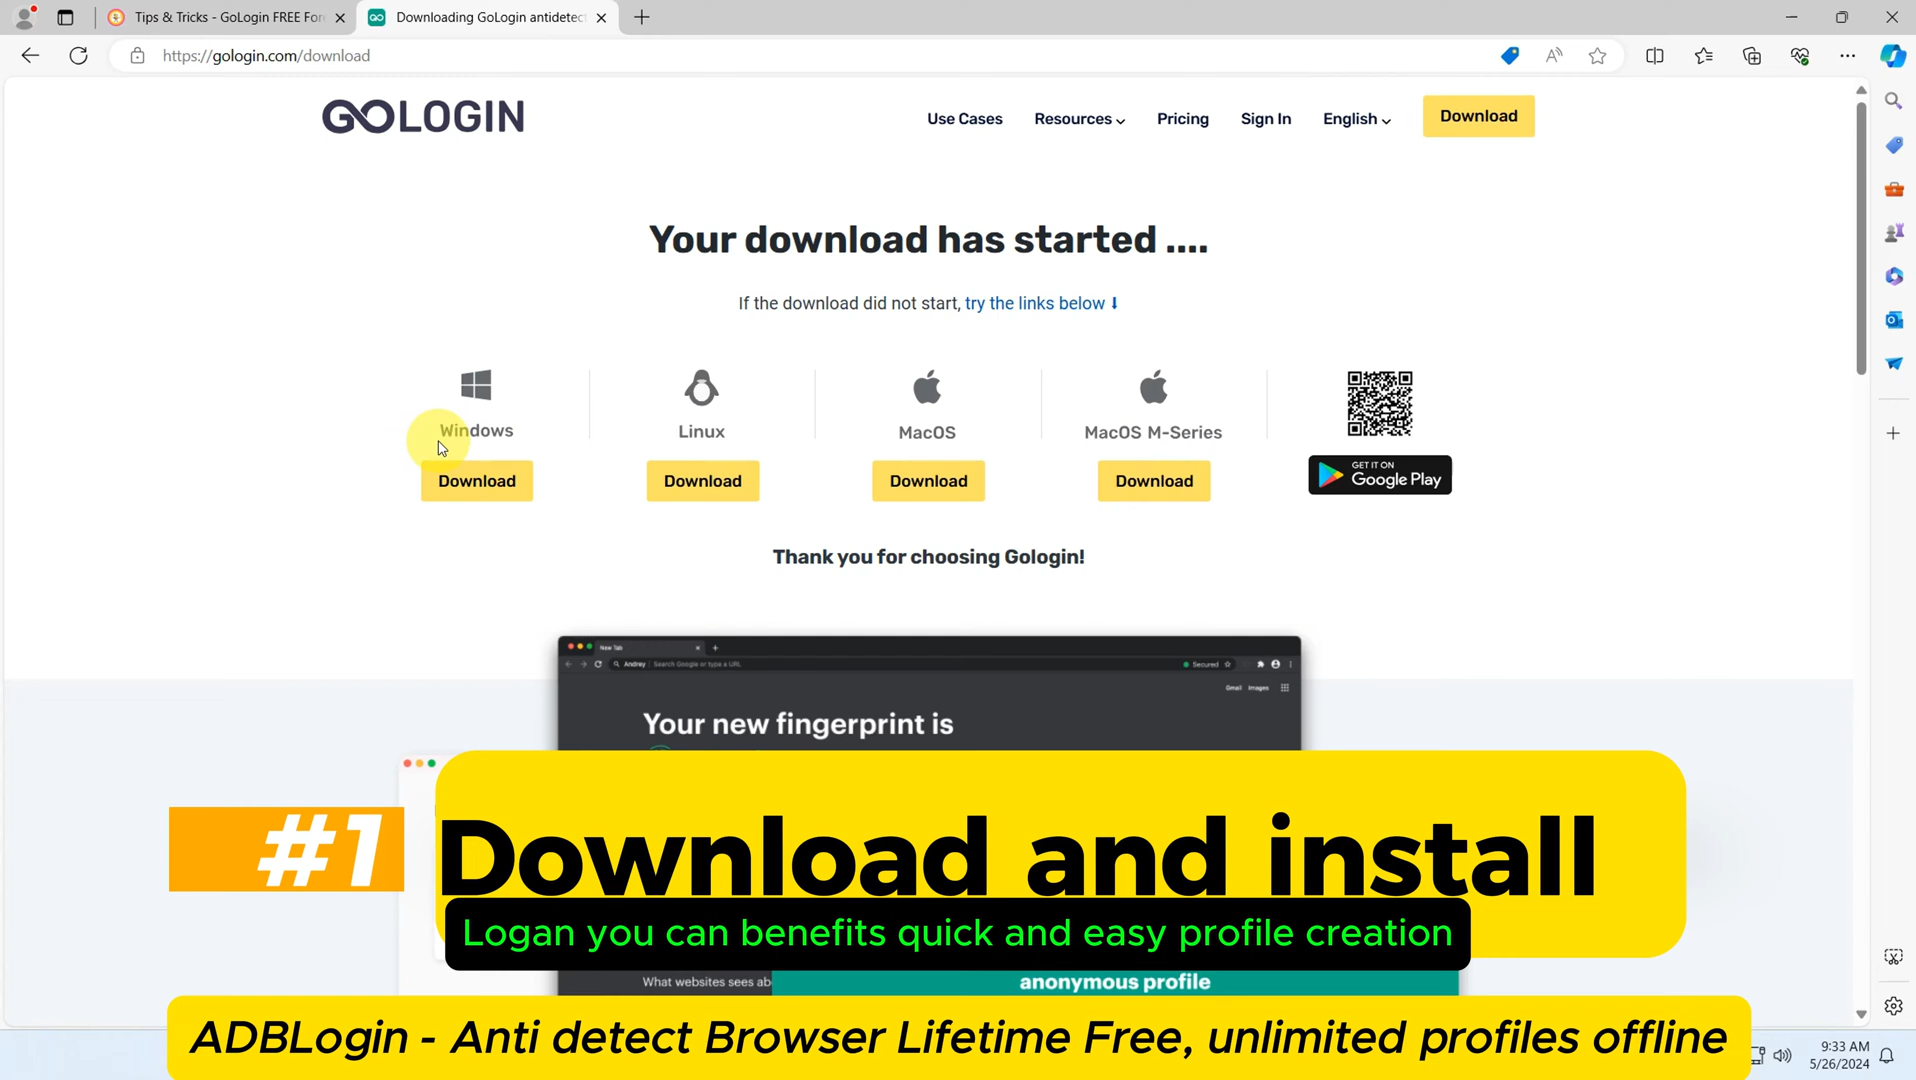 Tips & Tricks - GoLogin FREE For
Downloading GoLogin antidetect
https://gologin.com/download
GOLOGIN
Use Cases
Resources
Pricing
Sign In
English
Download
Your download has started ....
If the download did not start, try the links below ⬇
Windows
Linux
MacOS
MacOS M-Series
Download
Download
Download
Download
GET IT ON
Google Play
Thank you for choosing Gologin!
New Tab
Andrey
Search Google or type a URL
Secured
Gmail Images
Your new fingerprint is
#1
Download and install
Logan you can benefits quick and easy profile creation
What websites see abo
anonymous profile
ADBLogin - Anti detect Browser Lifetime Free, unlimited profiles offline
9:33 AM
5/26/2024